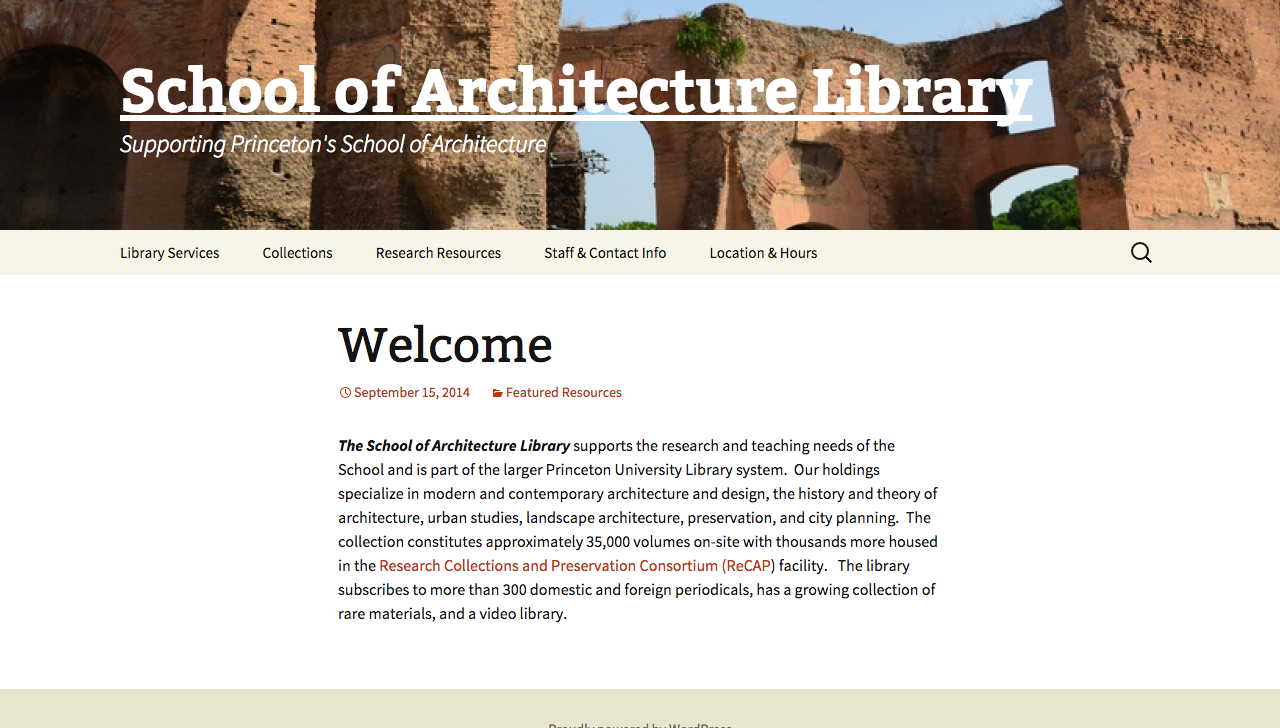 School of Architecture Library
Supporting Princeton's School of Architecture
Library Services Collections Research Resources Staff & Contact Info Location & Hours
Welcome
September 15, 2014 Featured Resources
The School of Architecture Library supports the research and teaching needs of the
School and is part of the larger Princeton University Library system. Our holdings
specialize in modern and contemporary architecture and design, the history and theory of
architecture, urban studies, landscape architecture, preservation, and city planning. The
collection constitutes approximately 35,000 volumes on-site with thousands more housed
in the Research Collections and Preservation Consortium (ReCAP) facility. The library
subscribes to more than 300 domestic and foreign periodicals, has a growing collection of
rare materials, and a video library.
Proudly powered by WordPress